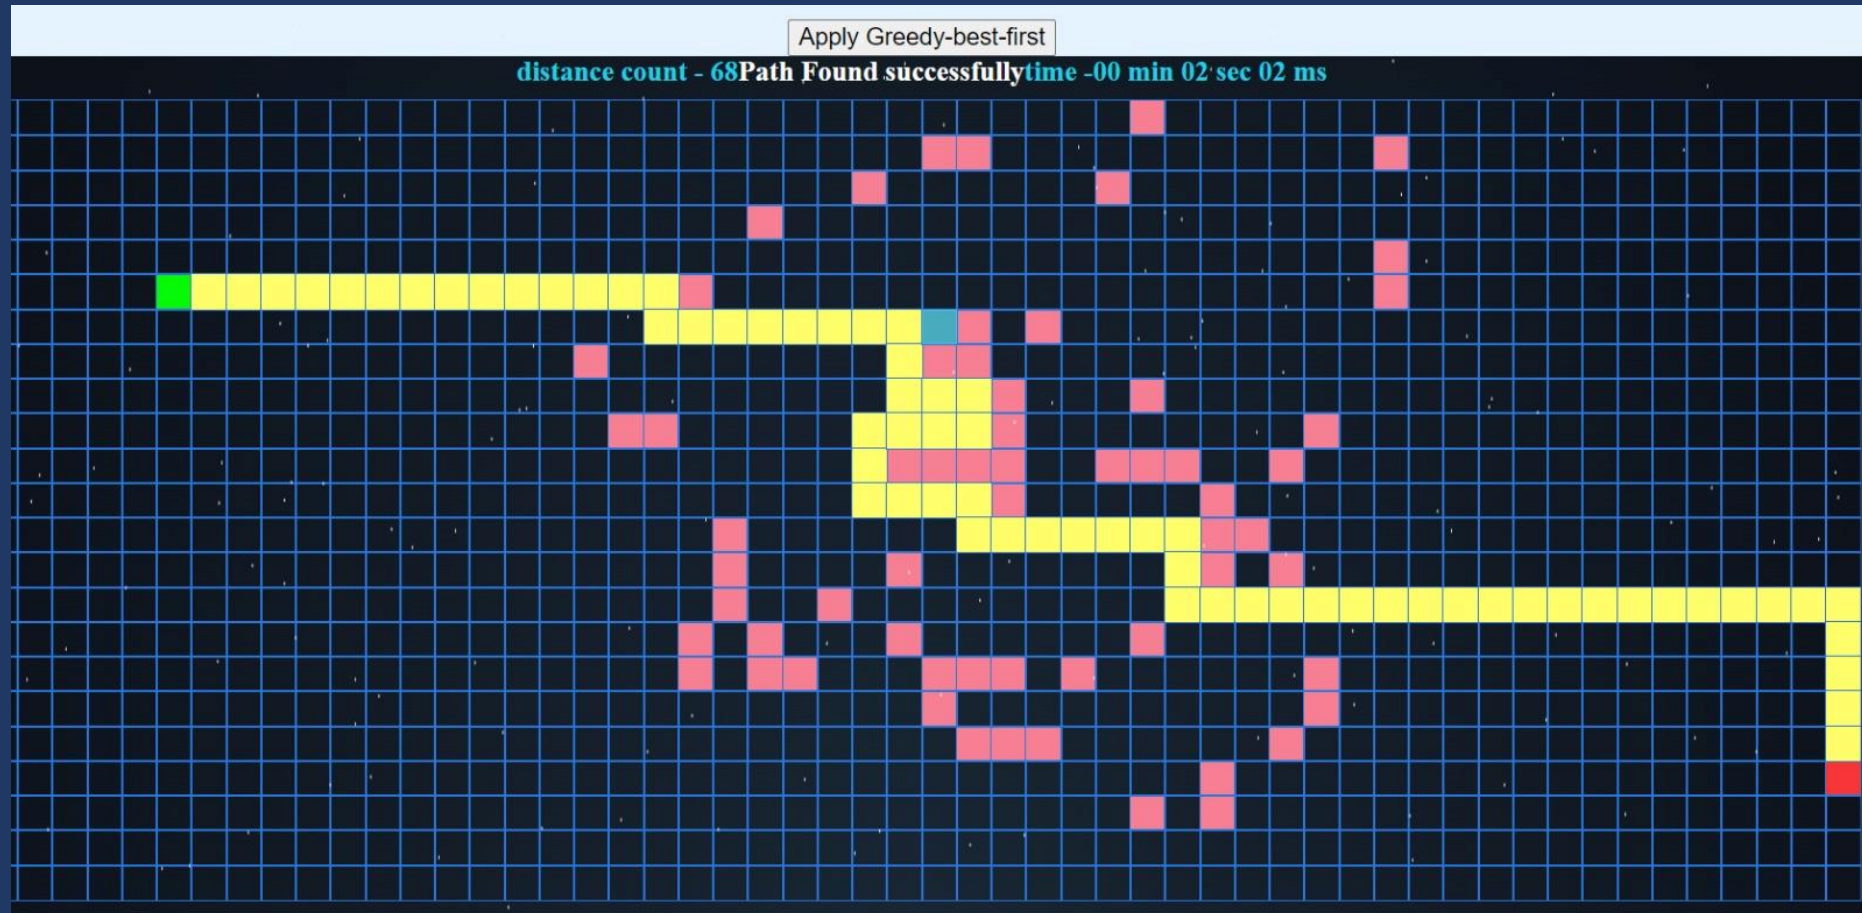 Apply Greedy-best-first
distance count - 68Path Found successfullytime -00 min 02 sec 02 ms